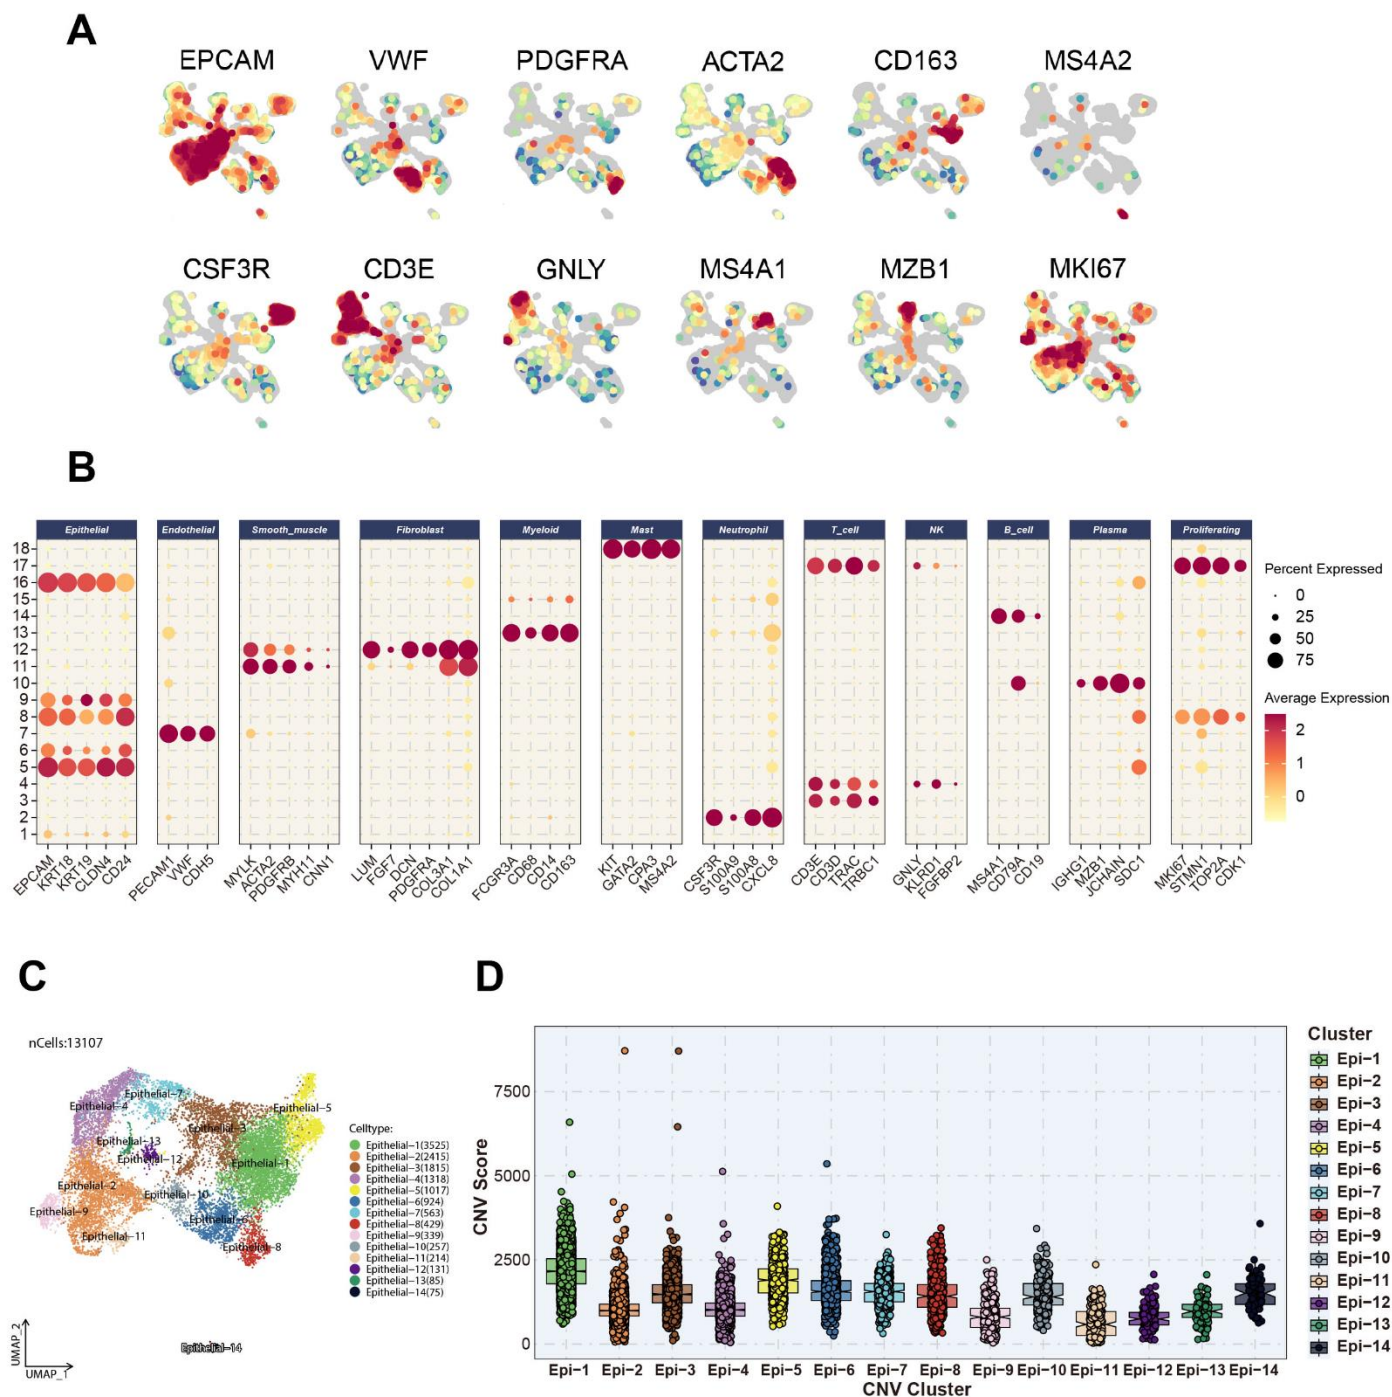 A
EPCAM VWF PDGFRA ACTA2 CD163 MS4A2
CSF3R CD3E GNLY MS4A1 MZB1 MKI67
B
Epithelial Endothelial Smooth_muscle Fibroblast Myeloid Mast Neutrophil T_cell NK B_cell Plasma Proliferating
18
17
16
15
14
13
12
11
10
9
8
7
6
5
4
3
2
1
EPCAM KRT18 KRT19 CLDN4 CD24 PECAM1 VWF CDH5 MYLK ACTA2 PDGFRB MYH11 CNN1 LUM FGF7 DCN PDGFRA COL3A1 COL1A1 FCGR3A CD68 CD14 CD163 KIT GATA2 CPA3 MS4A2 CSF3R S100A9 S100A8 CXCL8 CD3E CD3D TRAC TRBC1 GNLY KLRD1 FGFBP2 MS4A1 CD79A CD19 IGHG1 MZB1 JCHAIN SDC1 MKI67 STMN1 TOP2A CDK1
Percent Expressed
0
25
50
75
Average Expression
2
1
0
C
nCells:13107
Epithelial-7
Epithelial-4
Epithelial-5
Epithelial-3
Epithelial-13
Epithelial-12
Epithelial-1
Epithelial-2
Epithelial-10
Epithelial-9
Epithelial-6
Epithelial-11
Epithelial-8
Epithelial-14
UMAP_2
UMAP_1
Celltype:
Epithelial-1(3525)
Epithelial-2(2415)
Epithelial-3(1815)
Epithelial-4(1318)
Epithelial-5(1017)
Epithelial-6(924)
Epithelial-7(563)
Epithelial-8(429)
Epithelial-9(339)
Epithelial-10(257)
Epithelial-11(214)
Epithelial-12(131)
Epithelial-13(85)
Epithelial-14(75)
D
CNV Score
7500
5000
2500
0
Epi-1 Epi-2 Epi-3 Epi-4 Epi-5 Epi-6 Epi-7 Epi-8 Epi-9 Epi-10 Epi-11 Epi-12 Epi-13 Epi-14
CNV Cluster
Cluster
Epi-1
Epi-2
Epi-3
Epi-4
Epi-5
Epi-6
Epi-7
Epi-8
Epi-9
Epi-10
Epi-11
Epi-12
Epi-13
Epi-14